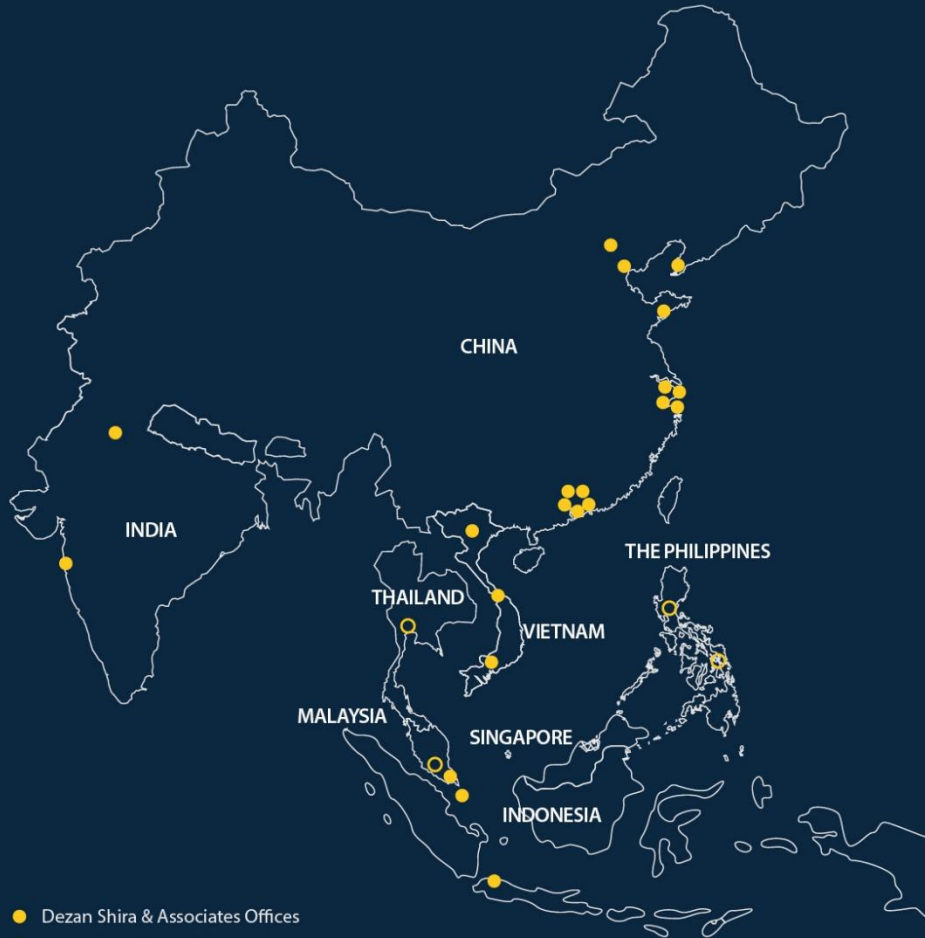 CHINA
INDIA
THE PHILIPPINES
THAILAND
VIETNAM
MALAYSIA
SINGAPORE
INDONESIA
Dezan Shira & Associates Offices